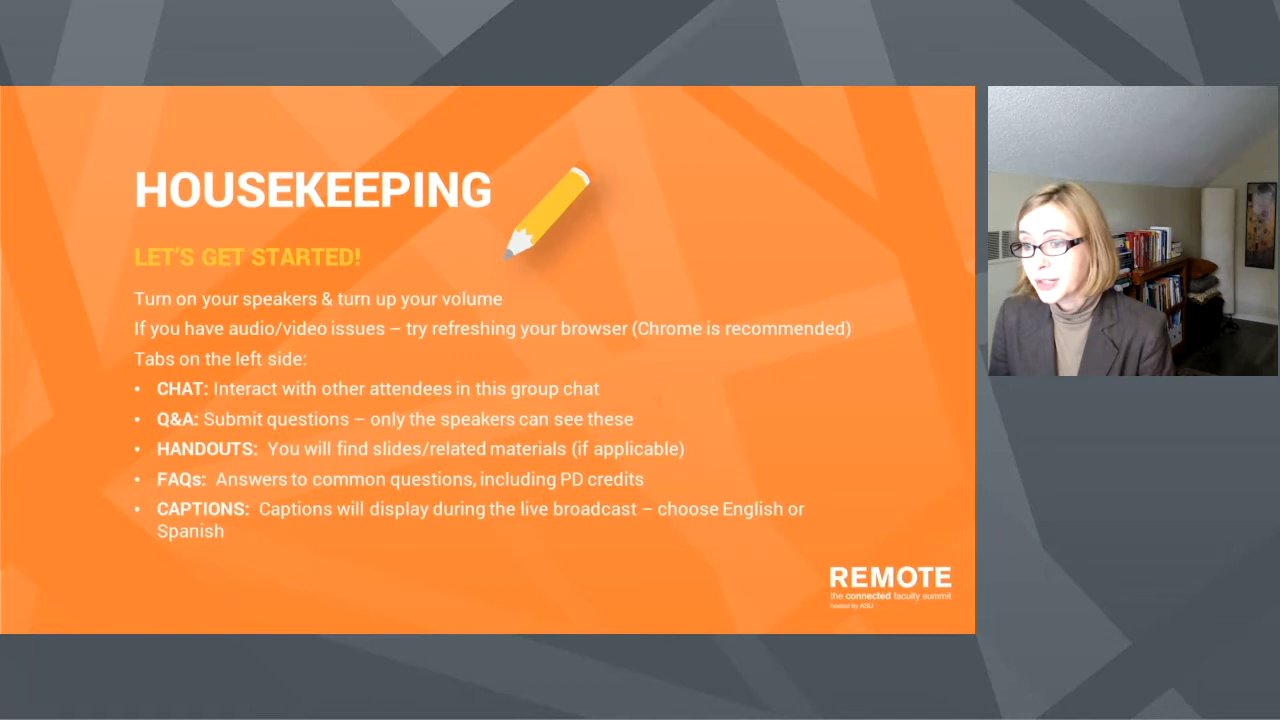 HOUSEKEEPING
LET'S GET STARTED!
Turn on your speakers & turn up your volume
If you have audio/video issues – try refreshing your browser (Chrome is recommended)
Tabs on the left side:
• CHAT: Interact with other attendees in this group chat
• Q&A: Submit questions – only the speakers can see these
• HANDOUTS: You will find slides/related materials (if applicable)
• FAQs: Answers to common questions, including PD credits
• CAPTIONS: Captions will display during the live broadcast – choose English or
Spanish
REMOTE
the connected faculty summit
hosted by ASU